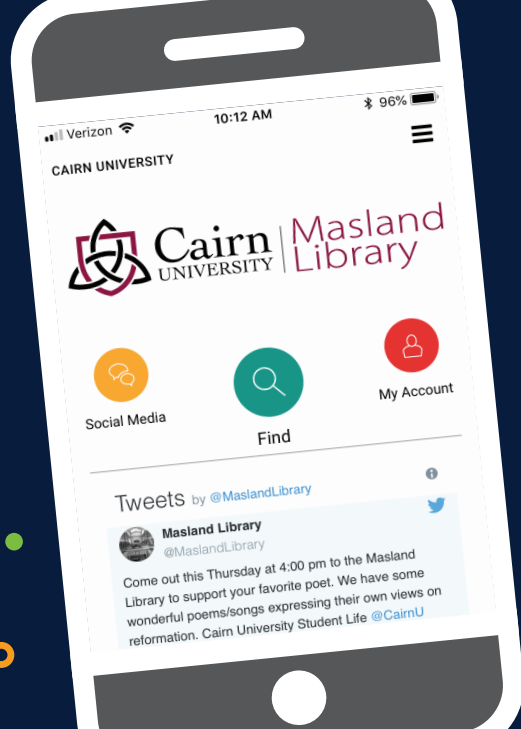 Verizon 10:12 AM 96%
CAIRN UNIVERSITY
Cairn
UNIVERSITY
Masland
Library
Social Media
Find
My Account
Tweets by @MaslandLibrary
Masland Library
@MaslandLibrary
Come out this Thursday at 4:00 pm to the Masland
Library to support your favorite poet. We have some
wonderful poems/songs expressing their own views on
reformation. Cairn University Student Life @CairnU